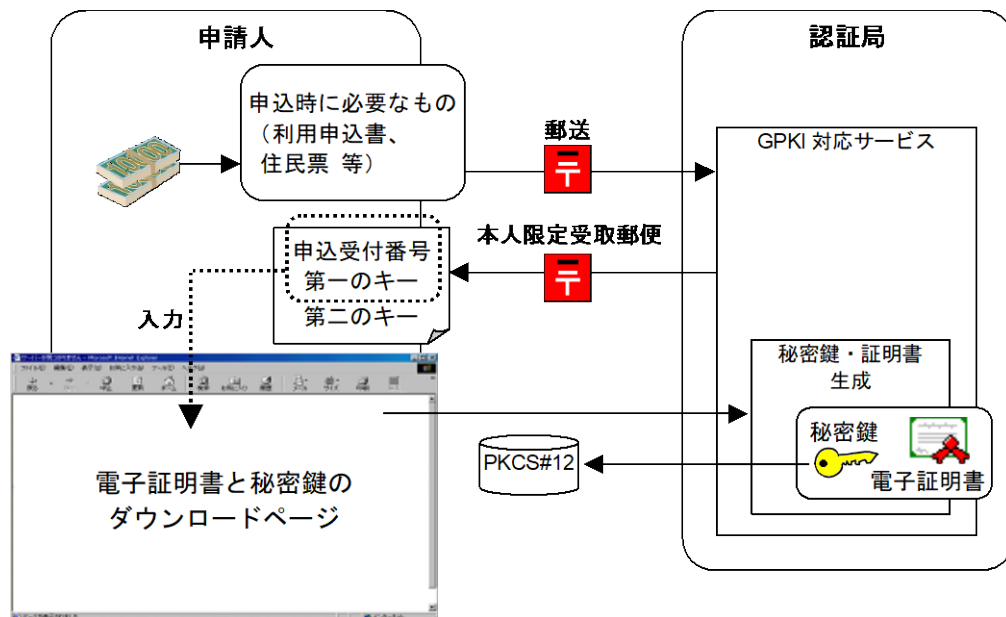 申請人
認証局
申込時に必要なもの
（利用申込書、
住民票 等）
郵送
GPKI 対応サービス
本人限定受取郵便
申込受付番号
第一のキー
第二のキー
入力
秘密鍵・証明書
生成
秘密鍵
電子証明書
PKCS#12
電子証明書と秘密鍵の
ダウンロードページ